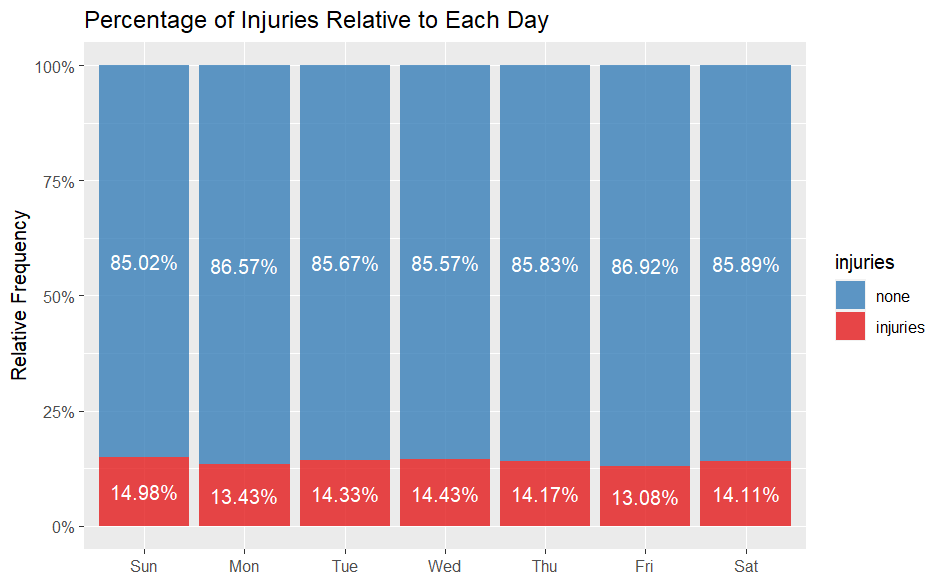 Percentage of Injuries Relative to Each Day
Relative Frequency
100%
75%
50%
25%
0%
85.02% 86.57% 85.67% 85.57% 85.83% 86.92% 85.89%
14.98% 13.43% 14.33% 14.43% 14.17% 13.08% 14.11%
Sun Mon Tue Wed Thu Fri Sat
injuries
none
injuries